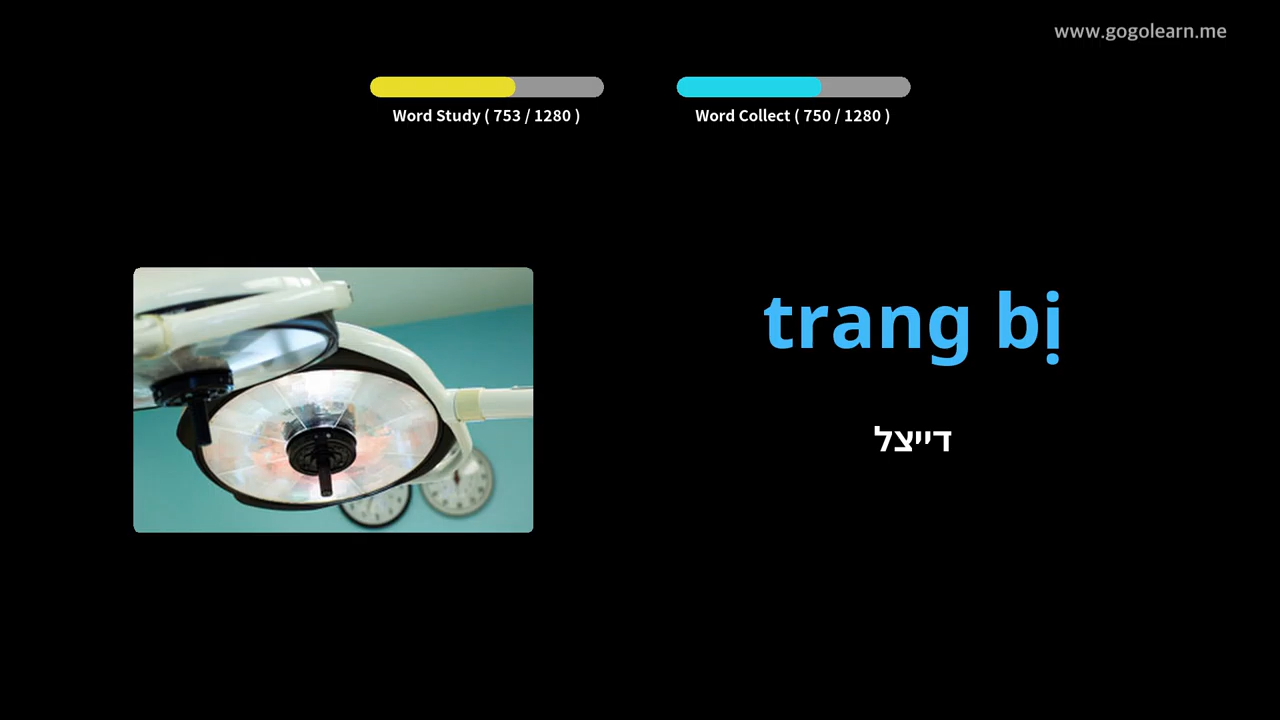 www.gogolearn.me
Word Study ( 753 / 1280 )
Word Collect ( 750 / 1280 )
trang bị
דייצל